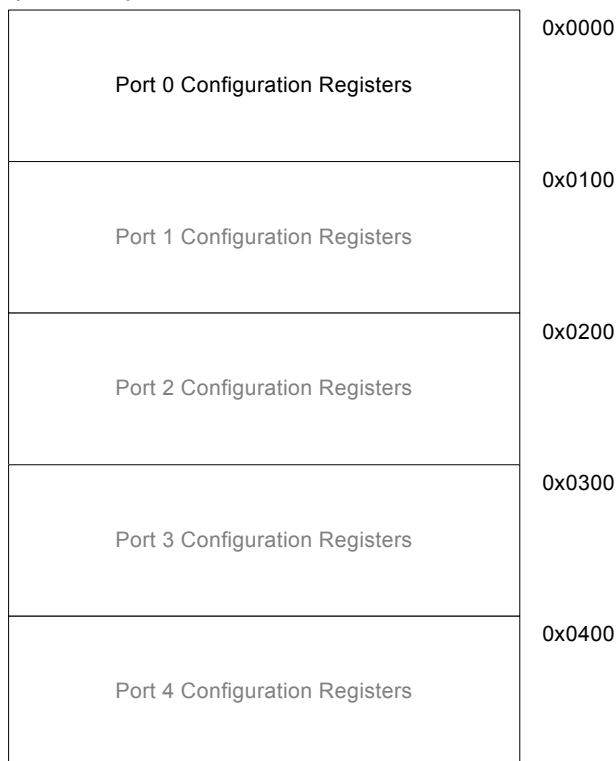 0x0000
Port 0 Configuration Registers
0x0100
Port 1 Configuration Registers
0x0200
Port 2 Configuration Registers
0x0300
Port 3 Configuration Registers
0x0400
Port 4 Configuration Registers